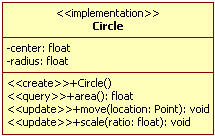 <<implementation>>
Circle
-center: float
-radius: float
<<create>>+Circle()
<<query>>+area(): float
<<update>>+move(location: Point): void
<<update>>+scale(ratio: float): void